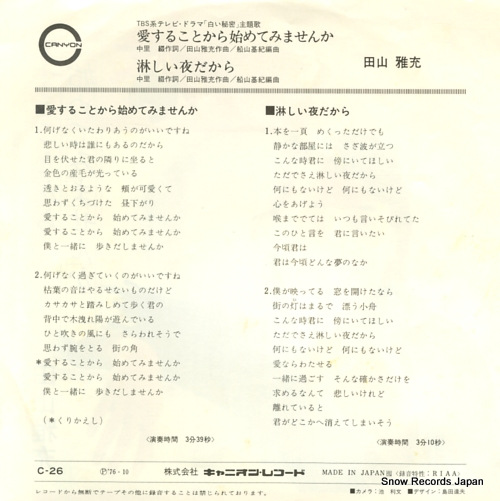 CANYON
TBS系テレビ・ドラマ「白い秘密」主題歌
愛することから始めてみませんか
中里 綴作詞/田山雅充作曲/船山基紀編曲
淋しい夜だから
中里 綴作詞/田山雅充作曲/船山基紀編曲
田山 雅充
■愛することから始めてみませんか
1.何げなくいたわりあうのがいいですね
悲しい時は誰にもあるのだから
目を伏せた君の隣りに坐ると
金色の産毛が光っている
透きとおるような 頬が可愛くて
思わずくちづけた 昼下がり
愛することから 始めてみませんか
愛することから 始めてみませんか
僕と一緒に 歩きだしませんか
2.何げなく過ぎていくのがいいですね
枯葉の音はやるせないものだけど
カサカサと踏みしめて歩く君の
背中で木洩れ陽が遊んでいる
ひと吹きの風にも さらわれそうで
思わず腕をとる 街の角
*愛することから 始めてみませんか
愛することから 始めてみませんか
僕と一緒に 歩きだしませんか
(*くりかえし)
〈演奏時間 3分39秒〉
■淋しい夜だから
1.本を一頁 めくっただけでも
静かな部屋には さざ波が立つ
こんな時君に 傍にいてほしい
ただでさえ淋しい夜だから
何にもないけど 何にもないけど
心をあげよう
喉まででては いつも言いそびれてた
このひと言を 君に言いたい
今頃君は
君は今頃どんな夢のなか
2.僕が映ってる 窓を開けたなら
街の灯はまるで 漂う小舟
こんな時君に 傍にいてほしい
ただでさえ淋しい夜だから
何にもないけど 何にもないけど
愛ならわたせる
一緒に過ごす そんな確かさだけを
求めるなんて 悲しいけれど
離れていると
君がどこかへ消えてしまいそう
〈演奏時間 3分10秒〉
C-26
Ⓟ'76・10
株式会社 キャニオン・レコード
MADE IN JAPAN Ⓨ〈録音特性：RIAA〉
レコードから無断でテープその他に録音することは禁じられています。
■カメラ：池 利文 ■デザイン：島田道夫
Snow Records Japan